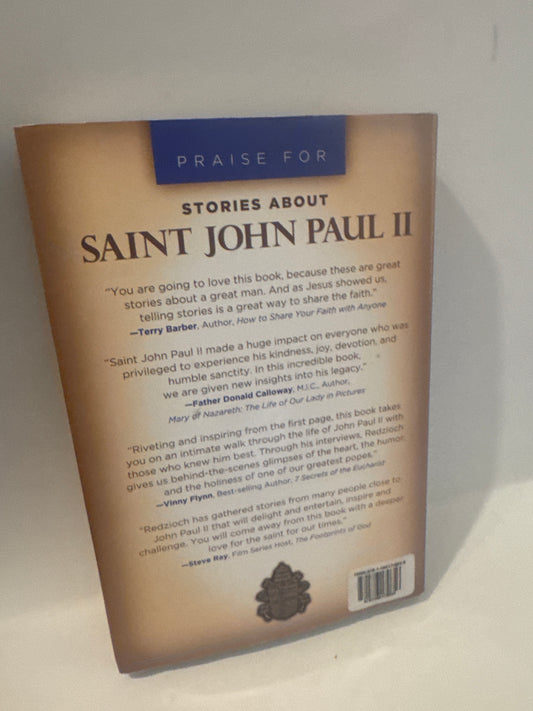 PRAISE FOR
STORIES ABOUT
SAINT JOHN PAUL II
“You are going to love this book, because these are great
stories about a great man. And as Jesus showed us,
telling stories is a great way to share the faith.”
—Terry Barber, Author, How to Share Your Faith with Anyone
“Saint John Paul II made a huge impact on everyone who was
privileged to experience his kindness, joy, devotion, and
humble sanctity. In this incredible book,
we are given new insights into his legacy.”
—Father Donald Calloway, M.I.C., Author,
Mary of Nazareth: The Life of Our Lady in Pictures
“Riveting and inspiring from the first page, this book takes
you on an intimate walk through the life of John Paul II with
those who knew him best. Through his interviews, Redzioch
gives us behind-the-scenes glimpses of the heart, the humor,
and the holiness of one of our greatest popes.”
—Vinny Flynn, Best-selling Author, 7 Secrets of the Eucharist
“Redzioch has gathered stories from many people close to
John Paul II that will delight and entertain, inspire and
challenge. You will come away from this book with a deeper
love for the saint for our times.”
—Steve Ray, Film Series Host, The Footprints of God